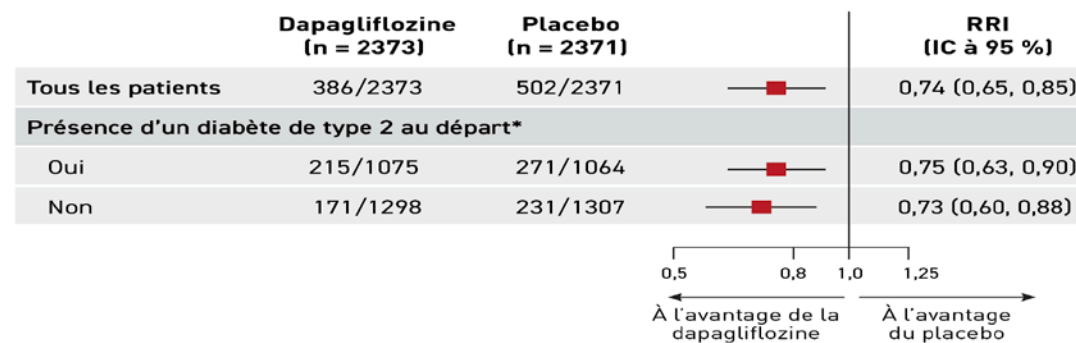 Dapagliflozine Placebo RRI
(n = 2373) (n = 2371) (IC à 95 %)
Tous les patients 386/2373 502/2371 0,74 (0,65, 0,85)
Présence d’un diabète de type 2 au départ*
Oui 215/1075 271/1064 0,75 (0,63, 0,90)
Non 171/1298 231/1307 0,73 (0,60, 0,88)
0,5 0,8 1,0 1,25
À l’avantage de la À l’avantage
dapagliflozine du placebo